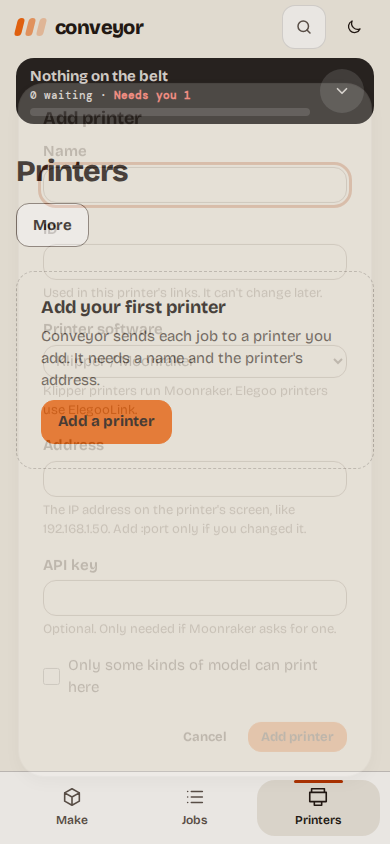 conveyor
Nothing on the belt
0 waiting · Needs you 1
Add printer
Name
Printers
More
ID
Used in this printer's links. It can't change later.
Add your first printer
Printer software
Conveyor sends each job to a printer you
add. It needs a name and the printer's
address.
Klipper / Moonraker
Klipper printers run Moonraker. Elegoo printers
use ElegooLink.
Add a printer
Address
The IP address on the printer's screen, like
192.168.1.50. Add :port only if you changed it.
API key
Optional. Only needed if Moonraker asks for one.
Only some kinds of model can print
here
Cancel
Add printer
Make
Jobs
Printers